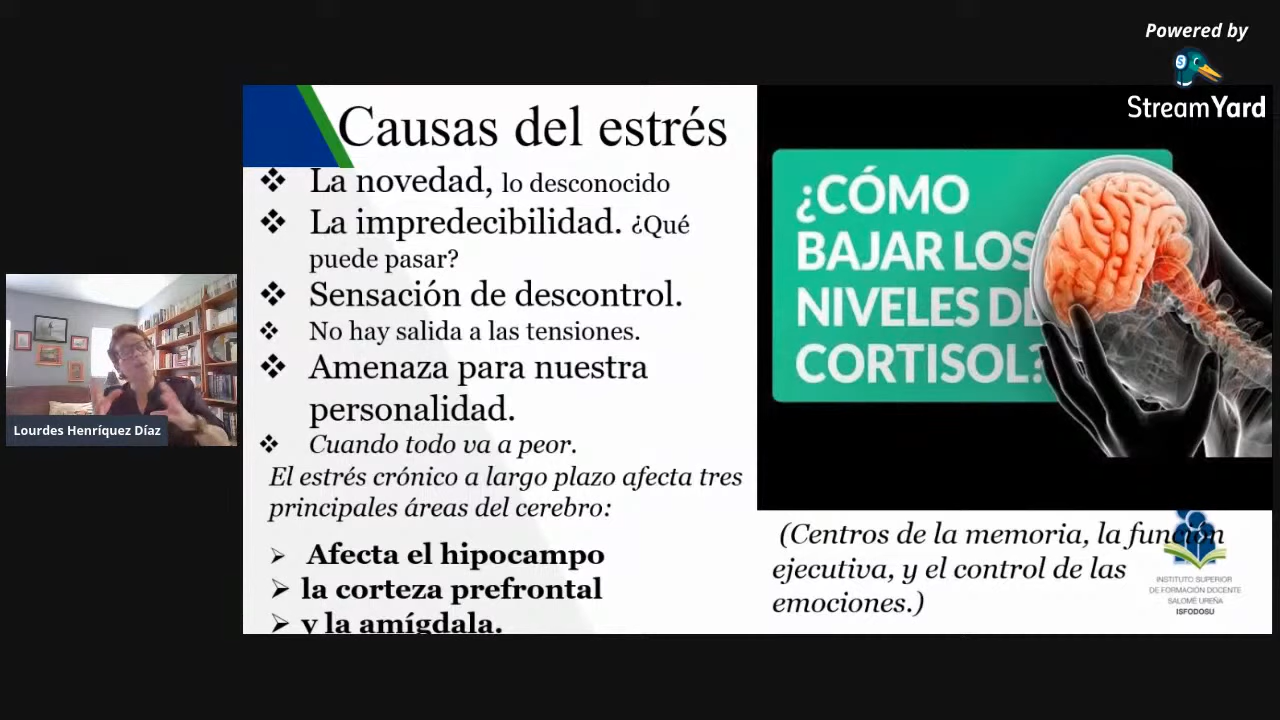 Powered by
StreamYard
Causas del estrés
❖ La novedad, lo desconocido
❖ La impredecibilidad. ¿Qué
puede pasar?
❖ Sensación de descontrol.
❖ No hay salida a las tensiones.
❖ Amenaza para nuestra
personalidad.
❖ Cuando todo va a peor.
El estrés crónico a largo plazo afecta tres
principales áreas del cerebro:
➢ Afecta el hipocampo
➢ la corteza prefrontal
➢ y la amígdala.
¿CÓMO
BAJAR LOS
NIVELES DE
CORTISOL?
(Centros de la memoria, la función
ejecutiva, y el control de las
emociones.)
INSTITUTO SUPERIOR
DE FORMACIÓN DOCENTE
SALOMÉ UREÑA
ISFODOSU
Lourdes Henríquez Díaz